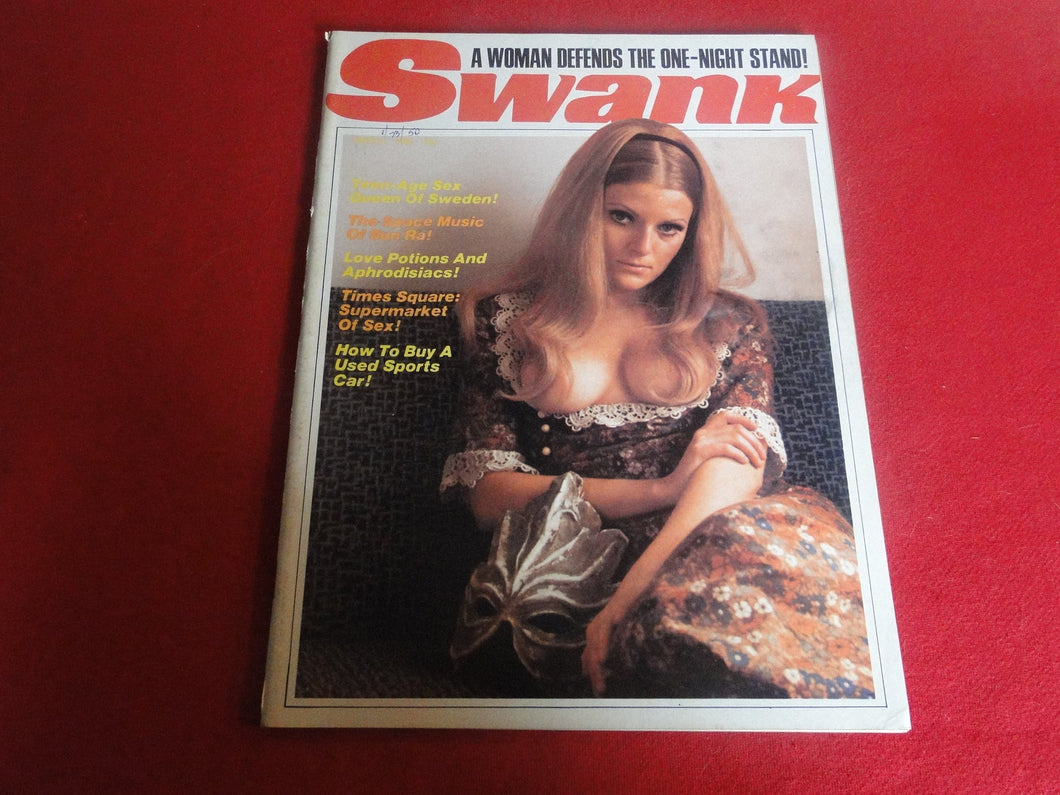 A WOMAN DEFENDS THE ONE-NIGHT STAND!
Swank
Teen-Age Sex
Queen Of Sweden!
The Space Music
Of Sun Ra!
Love Potions And
Aphrodisiacs!
Times Square:
Supermarket
Of Sex!
How To Buy A
Used Sports
Car!